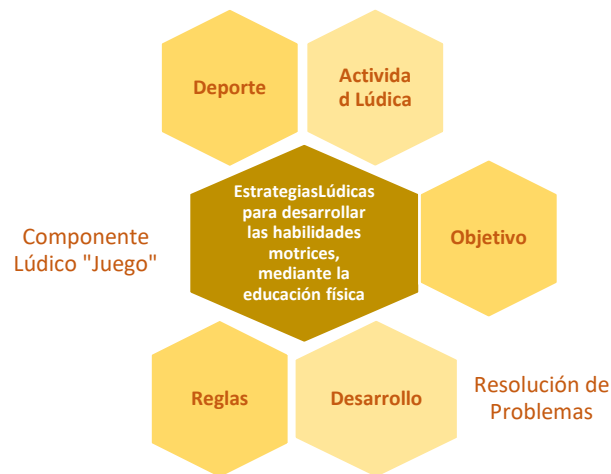 Deporte
Activida
d Lúdica
EstrategiasLúdicas
para desarrollar
las habilidades
motrices,
mediante la
educación física
Componente
Lúdico "Juego"
Objetivo
Reglas
Desarrollo
Resolución de
Problemas